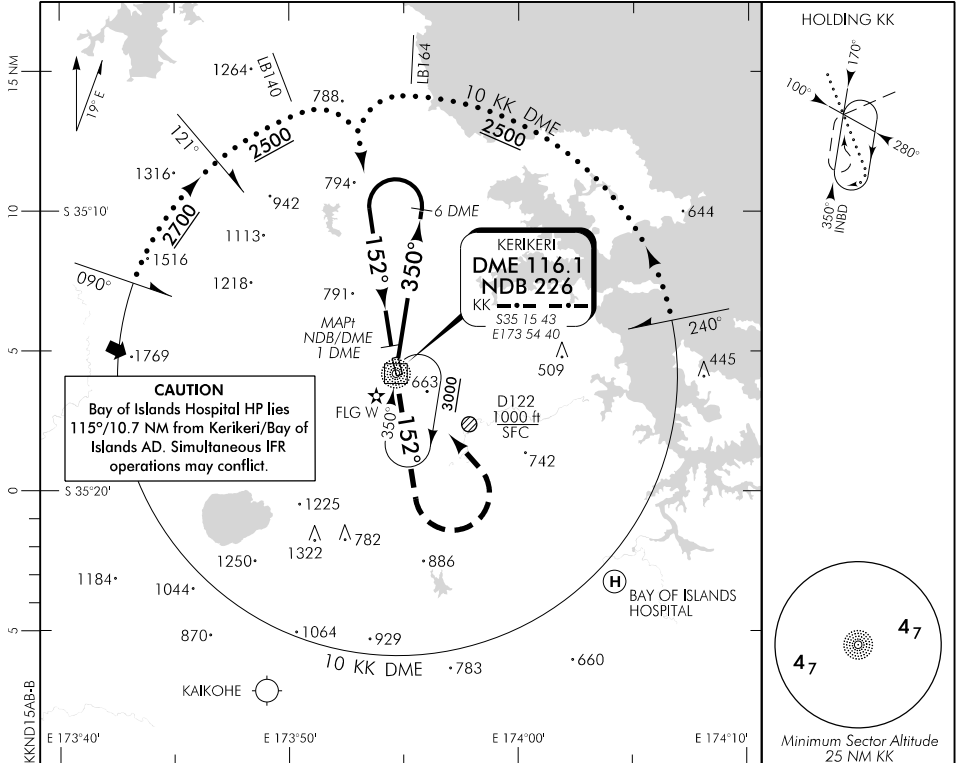 HOLDING KK
170°
100°
280°
350°
INBD
15 NM
19° E
1264
LB140
LB164
788
10 KK DME
2500
2500
121°
1316
794
942
644
10
S 35°10'
2700
6 DME
1113
1516
KERIKERI
DME 116.1
NDB 226
KK
S35 15 43
E173 54 40
152°
350°
090°
1218
791
240°
MAPt
NDB/DME
1 DME
5
1769
509
445
663
3000
CAUTION
Bay of Islands Hospital HP lies
115°/10.7 NM from Kerikeri/Bay of
Islands AD. Simultaneous IFR
operations may conflict.
FLG W
350°
152°
D122
1000 ft
SFC
742
0
S 35°20'
1225
1322
782
1250
886
1184
1044
H
BAY OF ISLANDS
HOSPITAL
870
1064
929
5
10 KK DME
783
660
KAIKOHE
47
47
KKND15AB-B
E 173°40'
E 173°50'
E 174°00'
E 174°10'
Minimum Sector Altitude
25 NM KK